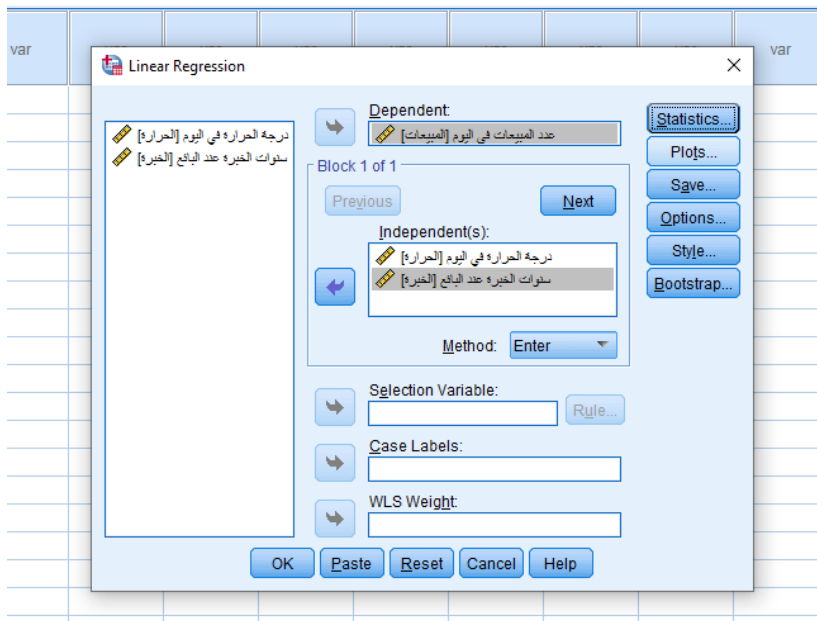 var
var
Linear Regression
درجة الحرارة في اليوم [الحرارة]
سنوات الخبرة عند البائع [الخبرة]
Dependent:
عدد المبيعات في اليوم [المبيعات]
Block 1 of 1
Previous
Next
Independent(s):
درجة الحرارة في اليوم [الحرارة]
سنوات الخبرة عند البائع [الخبرة]
Method:
Enter
Selection Variable:
Rule...
Case Labels:
WLS Weight:
Statistics...
Plots...
Save...
Options...
Style...
Bootstrap...
OK
Paste
Reset
Cancel
Help